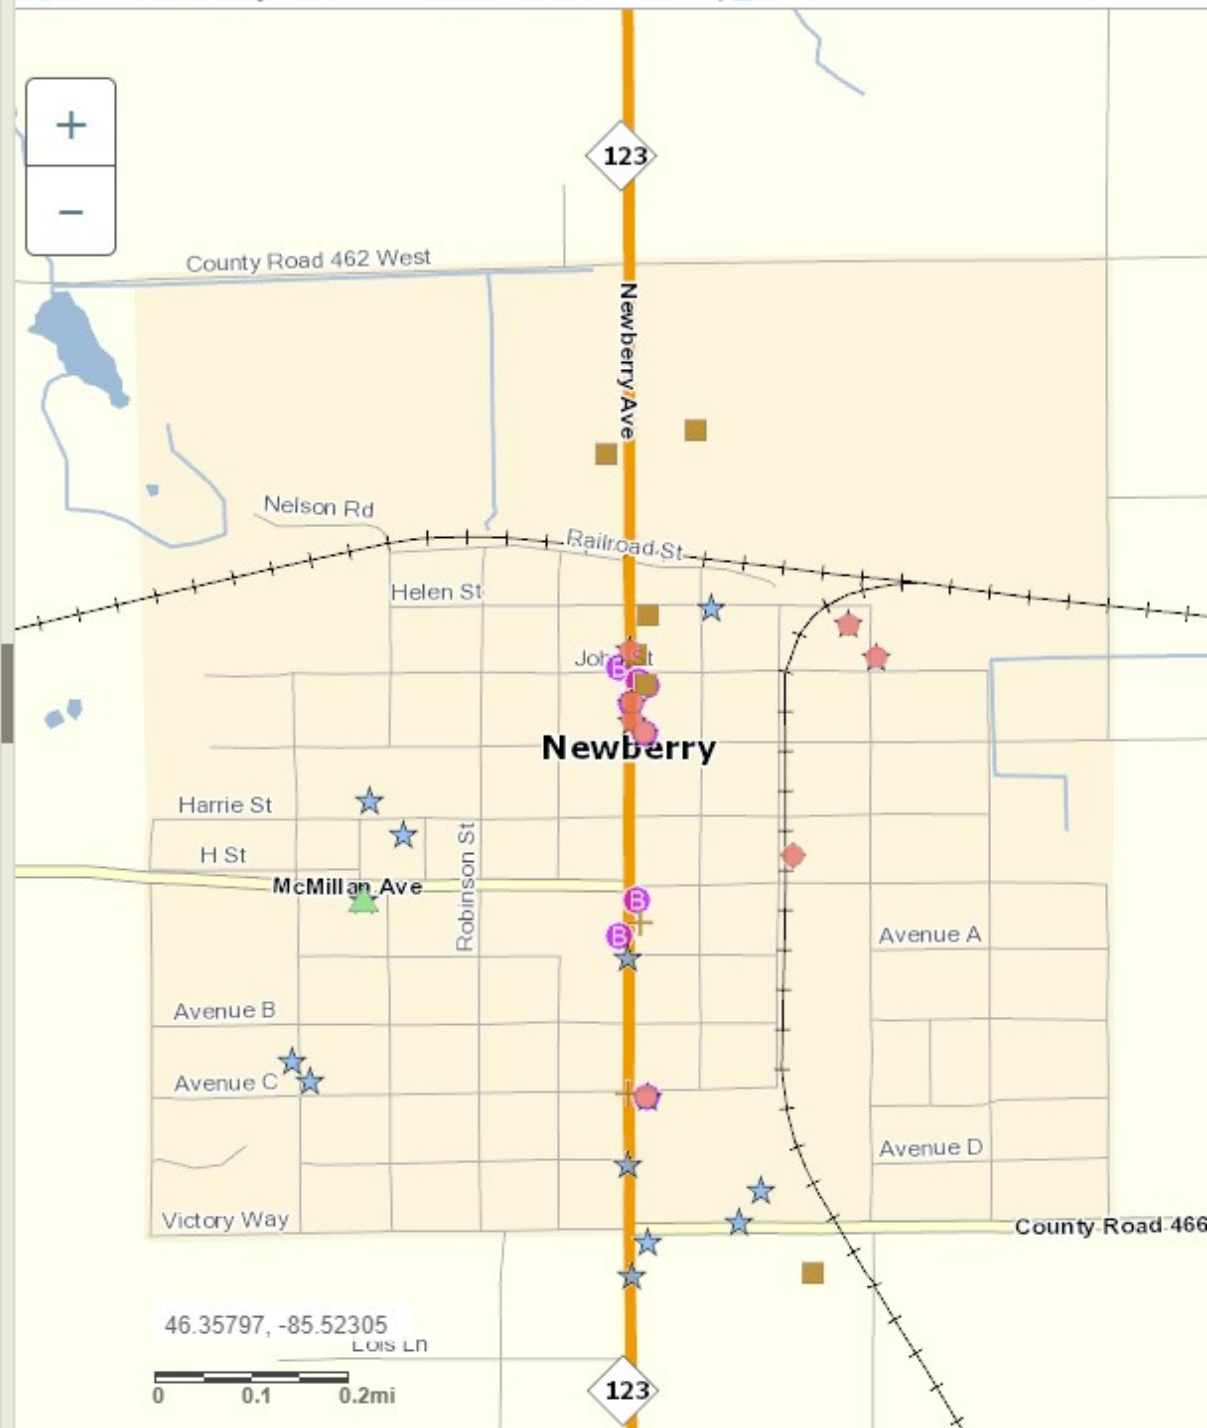 +
123
−
County Road 462 West
Newberry Ave
Nelson Rd
Railroad St
Helen St
John St
B
Newberry
Harrie St
H St
McMillan Ave
Robinson St
B
B
Avenue A
Avenue B
Avenue C
Avenue D
Victory Way
County Road 466
46.35797, -85.52305
Lois Ln
0 0.1 0.2mi
123